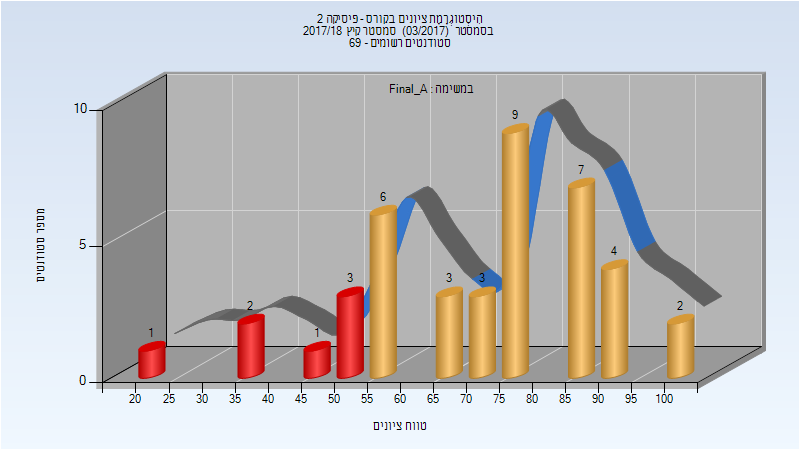 היסטוגרמת ציונים בקורס - פיסיקה 2
בסמסטר (03/2017) סמסטר קיץ 2017/18
סטודנטים רשומים - 69
במשימה : Final_A
מספר סטודנטים
10
5
0
1
2
1
3
6
3
3
9
7
4
2
20 25 30 35 40 45 50 55 60 65 70 75 80 85 90 95 100
טווח ציונים